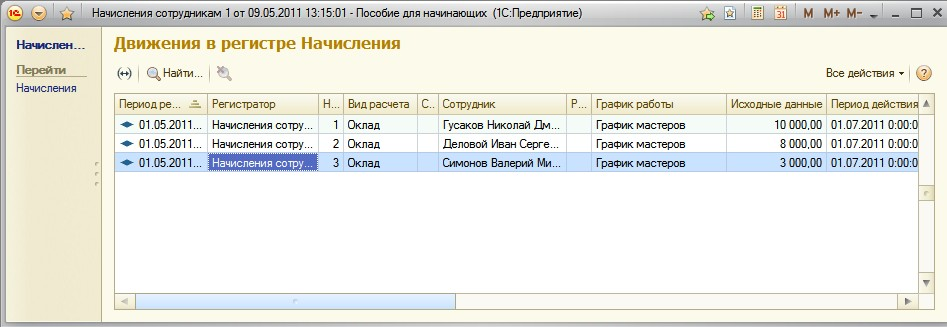 Начисления сотрудникам 1 от 09.05.2011 13:15:01 - Пособие для начинающих (1С:Предприятие) M M+ M-
Начислен...
Перейти
Начисления
Движения в регистре Начисления
Найти... Все действия
Период ре... Регистратор Н... Вид расчета С... Сотрудник Р... График работы Исходные данные Период действия
01.05.2011... Начисления сотру... 1 Оклад Гусаков Николай Дм... График мастеров 10 000,00 01.07.2011 0:00:0
01.05.2011... Начисления сотру... 2 Оклад Деловой Иван Серге... График мастеров 8 000,00 01.07.2011 0:00:0
01.05.2011... Начисления сотру... 3 Оклад Симонов Валерий Ми... График мастеров 3 000,00 01.07.2011 0:00:0